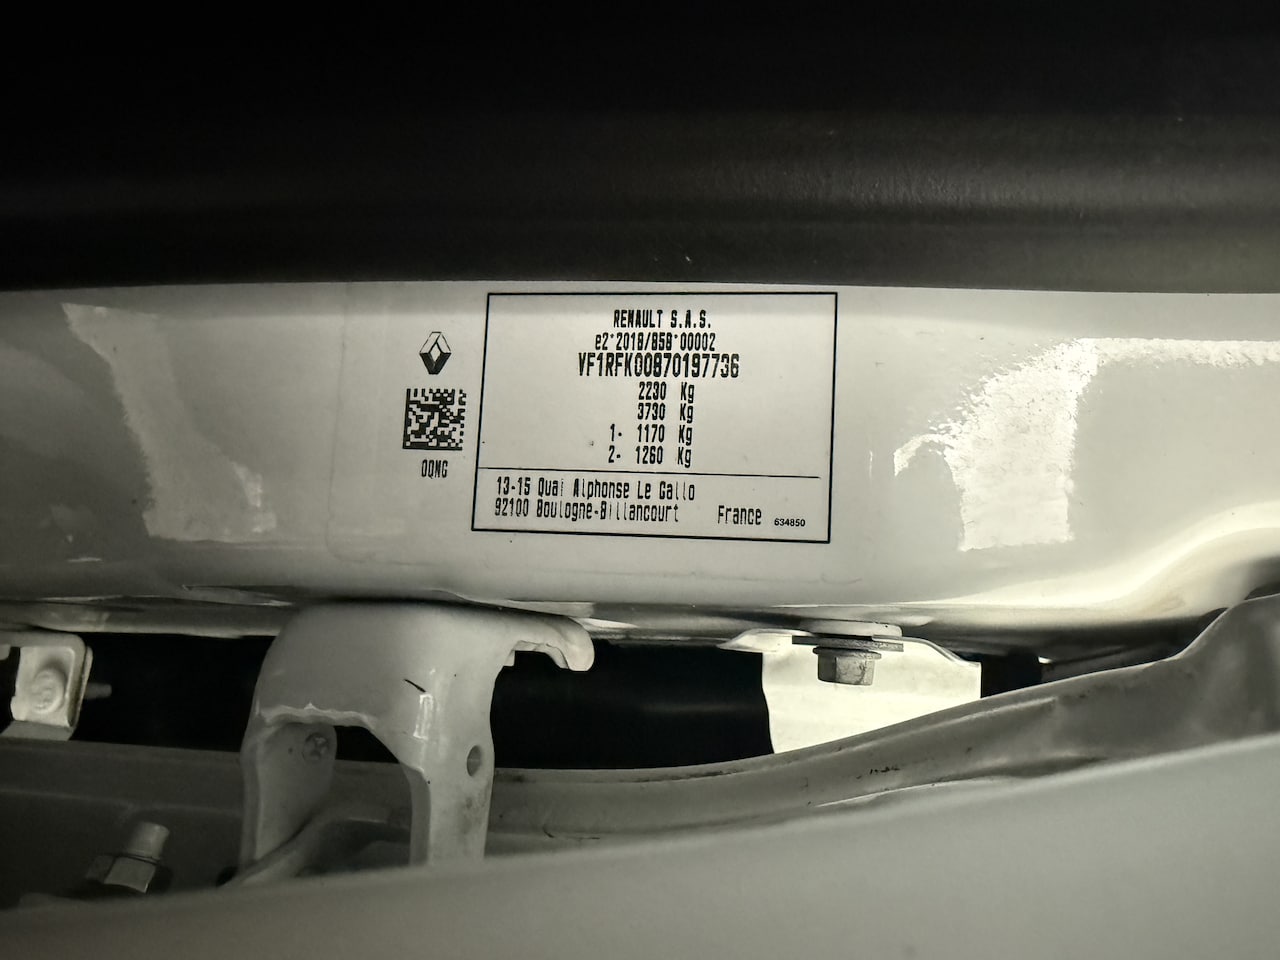 RENAULT S.A.S.
e2*2018/858*00002
VF1RFK00870197736
2230 Kg
3730 Kg
1- 1170 Kg
2- 1260 Kg
OQMG
13-15 Quai Alphonse Le Gallo
92100 Boulogne-Billancourt France 634850